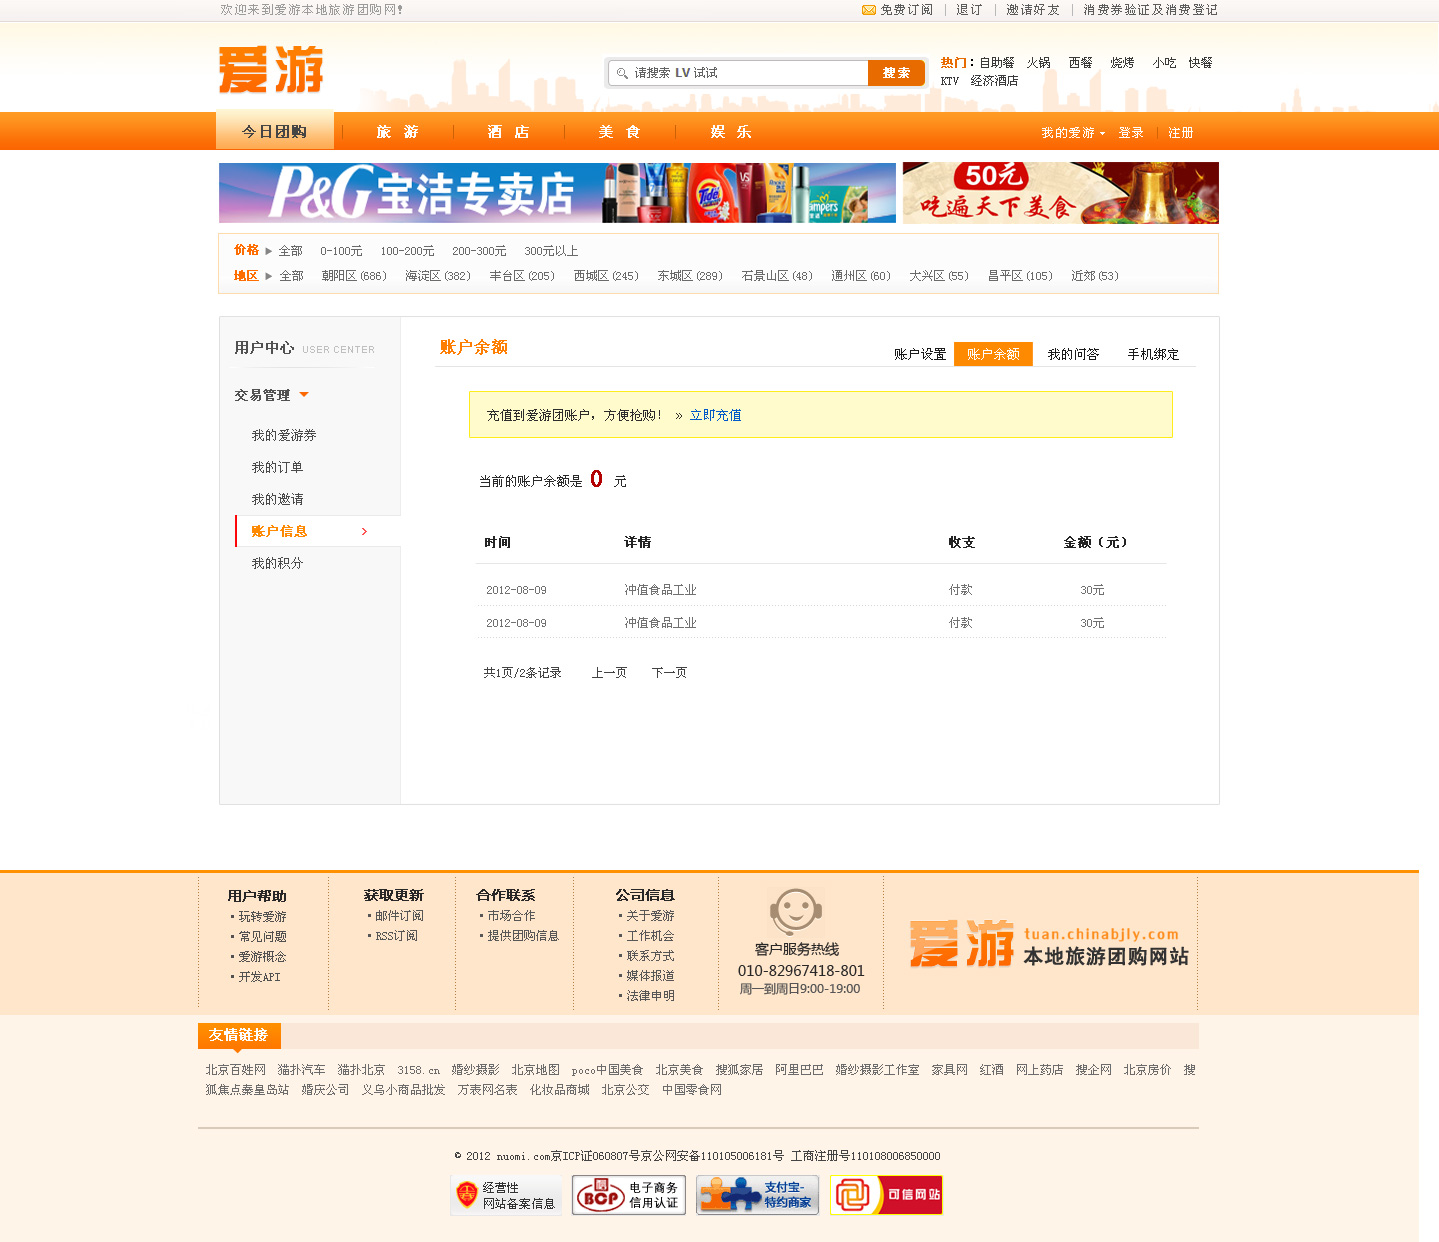 欢迎来到爱游本地旅游团购网!
免费订阅 | 退订 | 邀请好友 | 消费券验证及消费登记
爱游
请搜索 LV 试试 搜索
热门: 自助餐 火锅 西餐 烧烤 小吃 快餐
KTV 经济酒店
今日团购 旅游 酒店 美食 娱乐 我的爱游 登录 注册
P&G宝洁专卖店 Tide VS Pampers
50元
吃遍天下美食
价格 全部 0-100元 100-200元 200-300元 300元以上
地区 全部 朝阳区(686) 海淀区(382) 丰台区(205) 西城区(245) 东城区(289) 石景山区(48) 通州区(60) 大兴区(55) 昌平区(105) 近郊(53)
用户中心 USER CENTER
交易管理
我的爱游券
我的订单
我的邀请
账户信息
我的积分
账户余额
账户设置 账户余额 我的问答 手机绑定
充值到爱游团账户,方便抢购! » 立即充值
当前的账户余额是 0 元
时间 详情 收支 金额(元)
2012-08-09 冲值食品工业 付款 30元
2012-08-09 冲值食品工业 付款 30元
共1页/2条记录 上一页 下一页
用户帮助
玩转爱游
常见问题
爱游概念
开发API
获取更新
邮件订阅
RSS订阅
合作联系
市场合作
提供团购信息
公司信息
关于爱游
工作机会
联系方式
媒体报道
法律申明
客户服务热线
010-82967418-801
周一到周日9:00-19:00
爱游
tuan.chinabjly.com
本地旅游团购网站
友情链接
北京百姓网 猫扑汽车 猫扑北京 3158.cn 婚纱摄影 北京地图 poco中国美食 北京美食 搜狐家居 阿里巴巴 婚纱摄影工作室 家具网 红酒 网上药店 搜企网 北京房价 搜
狐焦点秦皇岛站 婚庆公司 义乌小商品批发 万表网名表 化妆品商城 北京公交 中国零食网
© 2012 nuomi.com京ICP证060807号京公网安备110105006181号 工商注册号110108006850000
经营性
网站备案信息
BCP
电子商务
信用认证
支付宝-
特约商家
可信网站